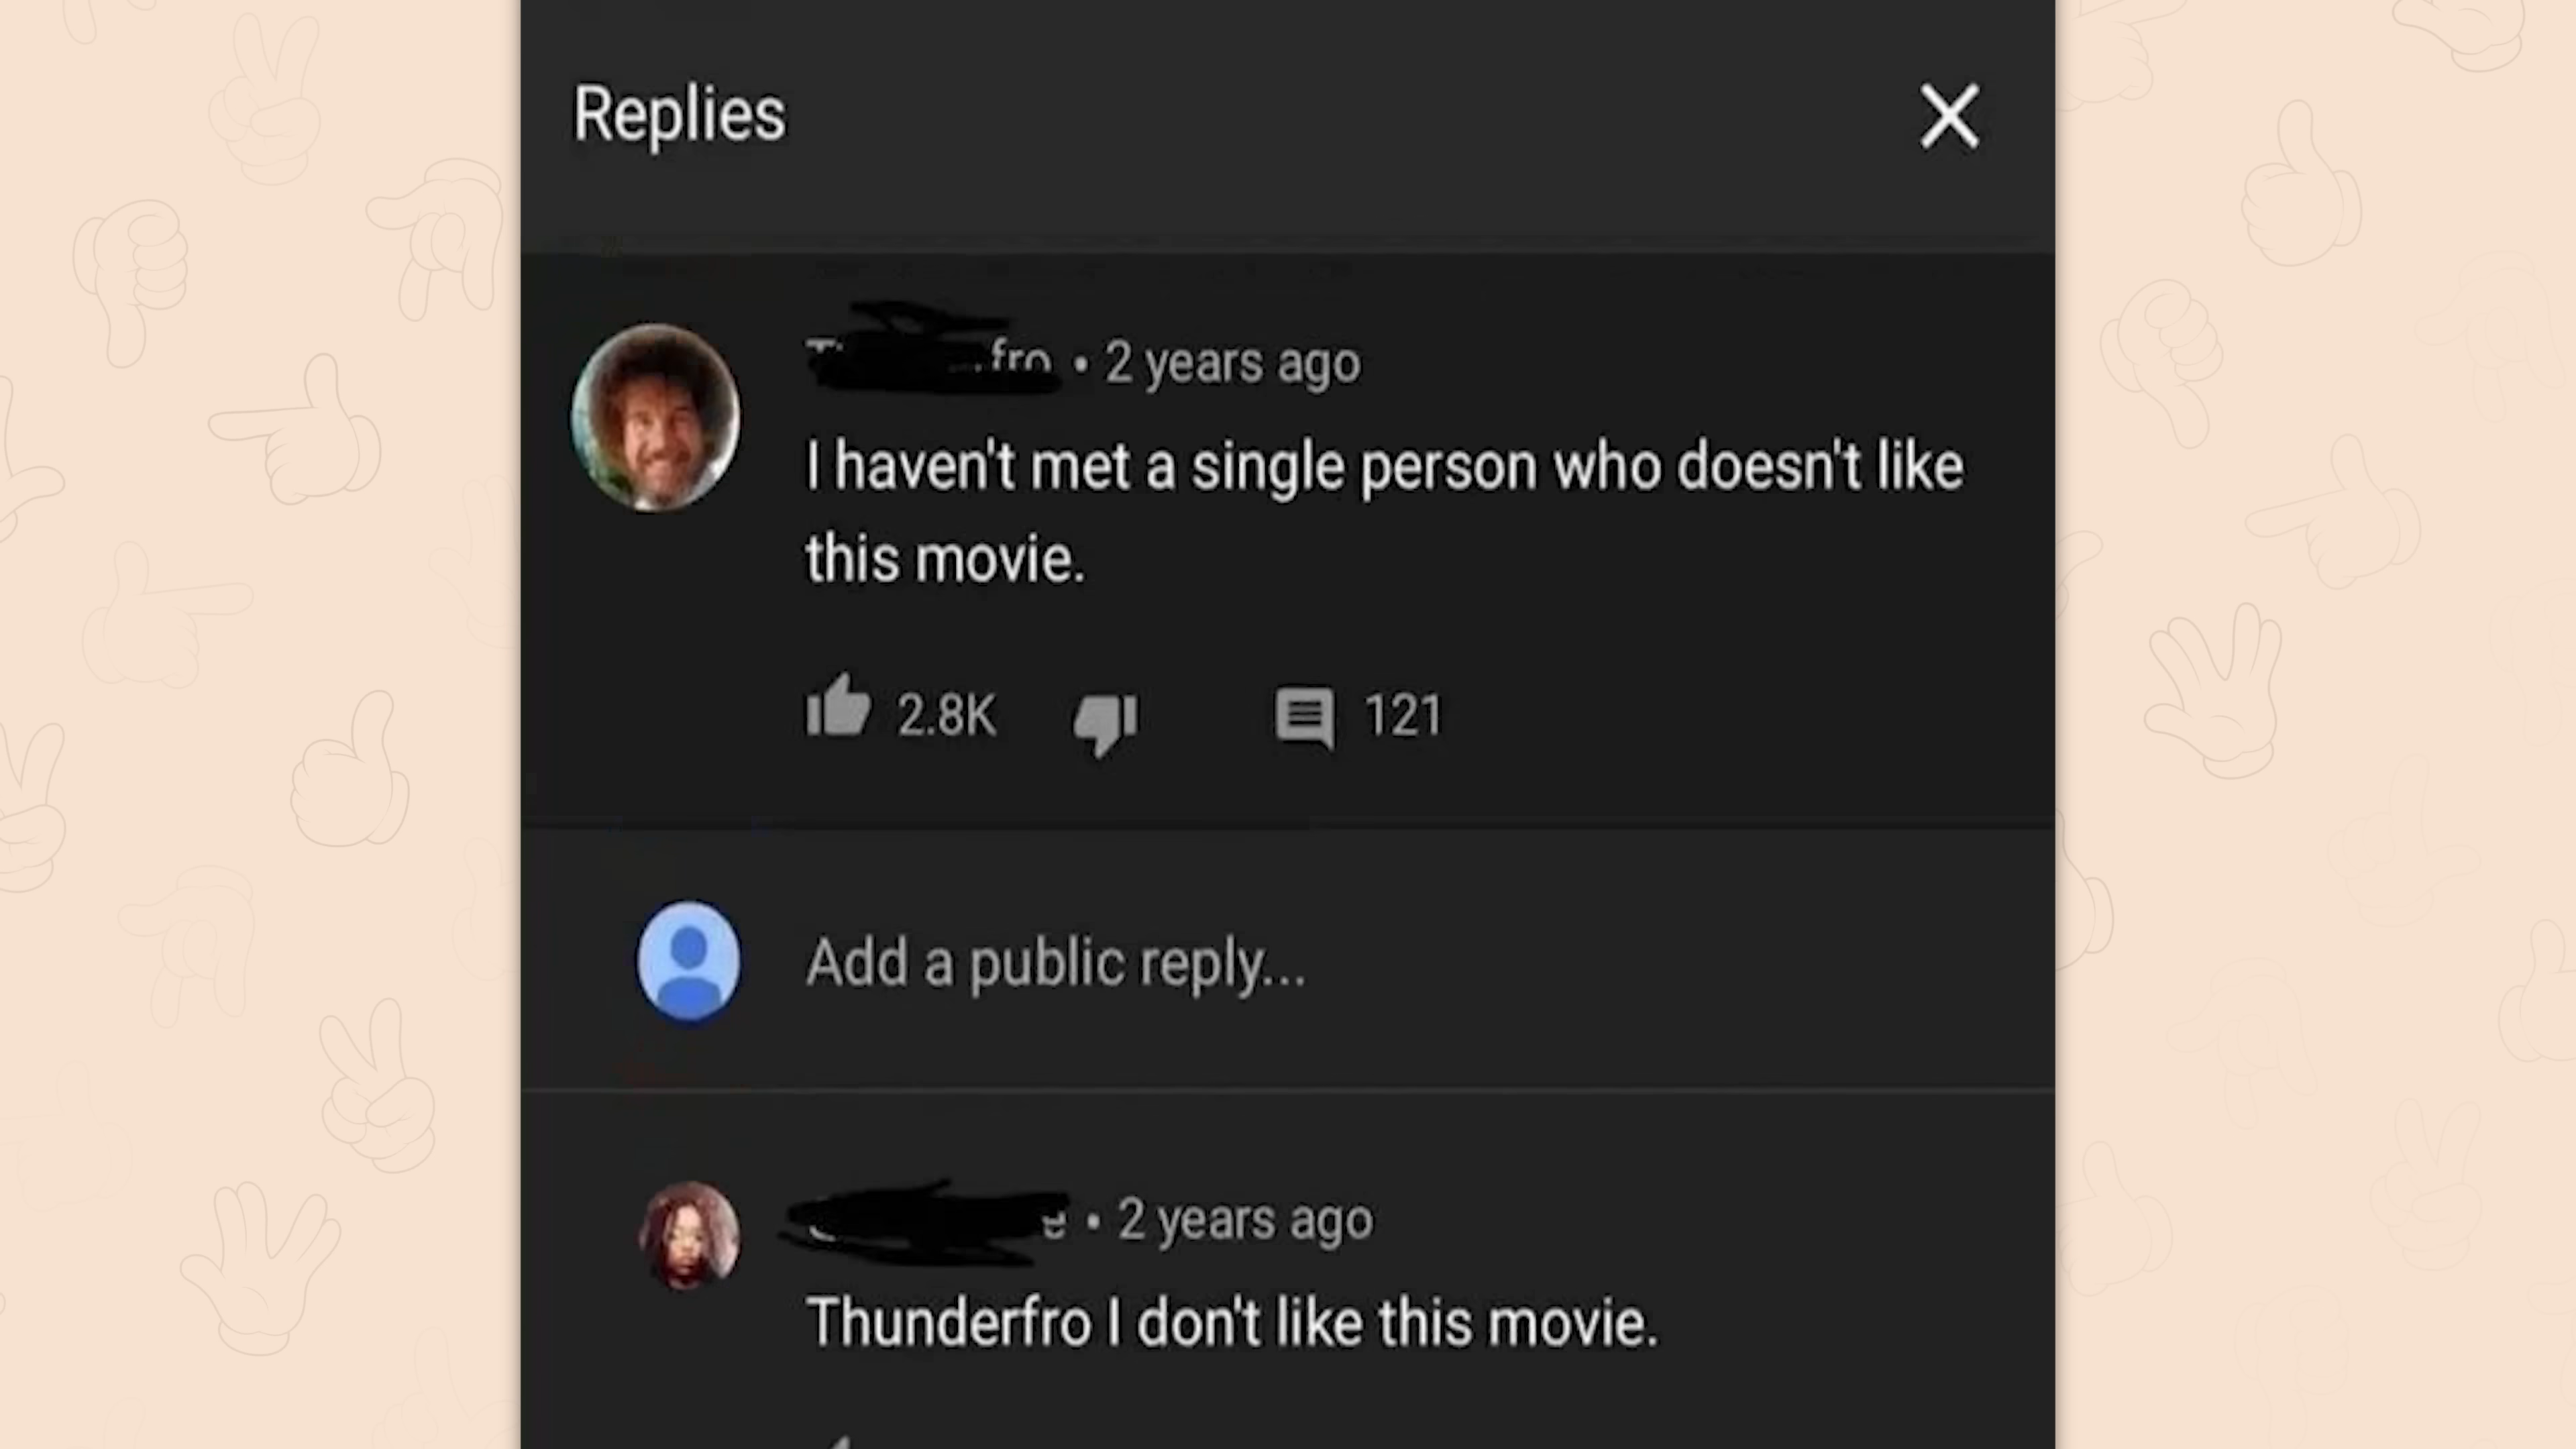 Replies
fro • 2 years ago
I haven't met a single person who doesn't like
this movie.
2.8K 121
Add a public reply...
• 2 years ago
Thunderfro I don't like this movie.